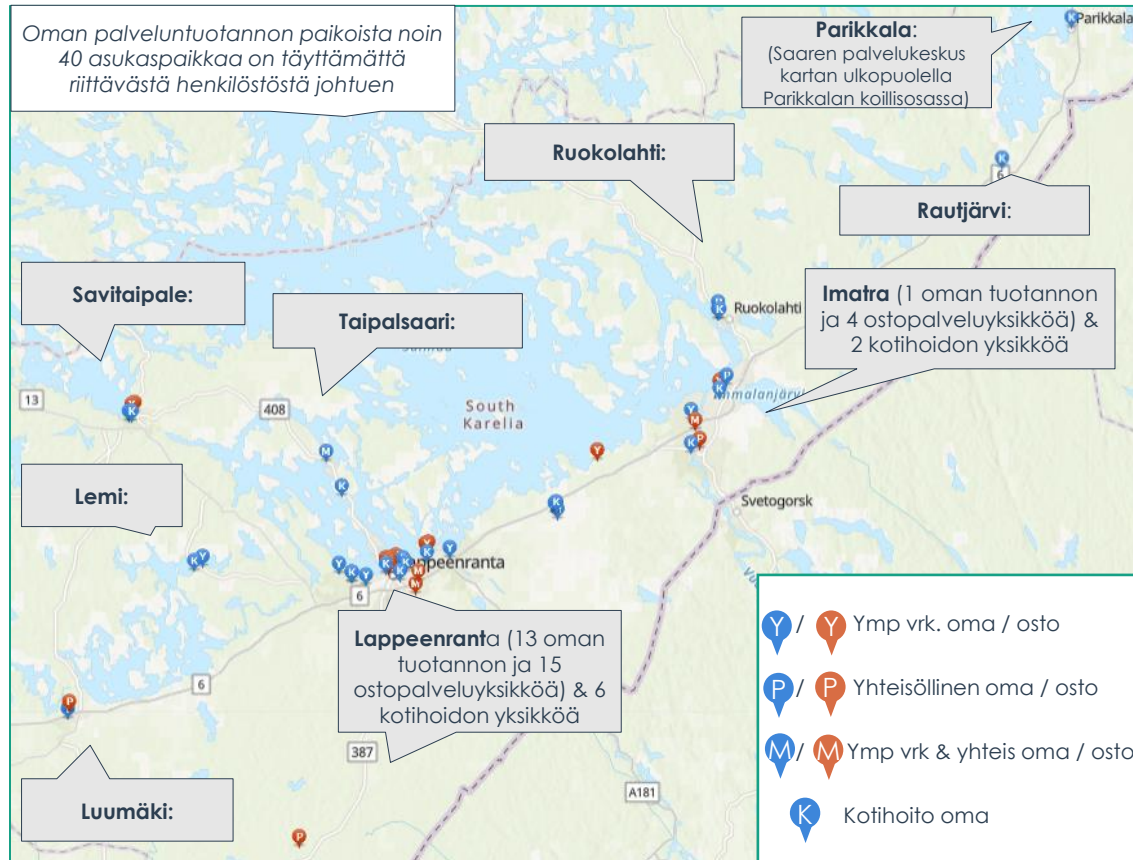 Oman palveluntuotannon paikoista noin
40 asukaspaikkaa on täyttämättä
riittävästä henkilöstöstä johtuen
Parikkala:
(Saaren palvelukeskus
kartan ulkopuolella
Parikkalan koillisosassa)
K
Parikkala
Ruokolahti:
K
6
Rautjärvi:
Savitaipale:
Taipalsaari:
Imatra (1 oman tuotannon
ja 4 ostopalveluyksikköä) &
2 kotihoidon yksikköä
K
Ruokolahti
P
K
13
K
408
South
Karelia
Y
M
Y
K
P
M
K
Lemi:
K
Svetogorsk
K
Y
Y
K
Y
K
Y
K
K
K
M
M
ppeenranta
6
Lappeenranta (13 oman
tuotannon ja 15
ostopalveluyksikköä) & 6
kotihoidon yksikköä
6
P
Luumäki:
387
P
A181
Y / Y Ymp vrk. oma / osto
P / P Yhteisöllinen oma / osto
M / M Ymp vrk & yhteis oma / osto
K Kotihoito oma